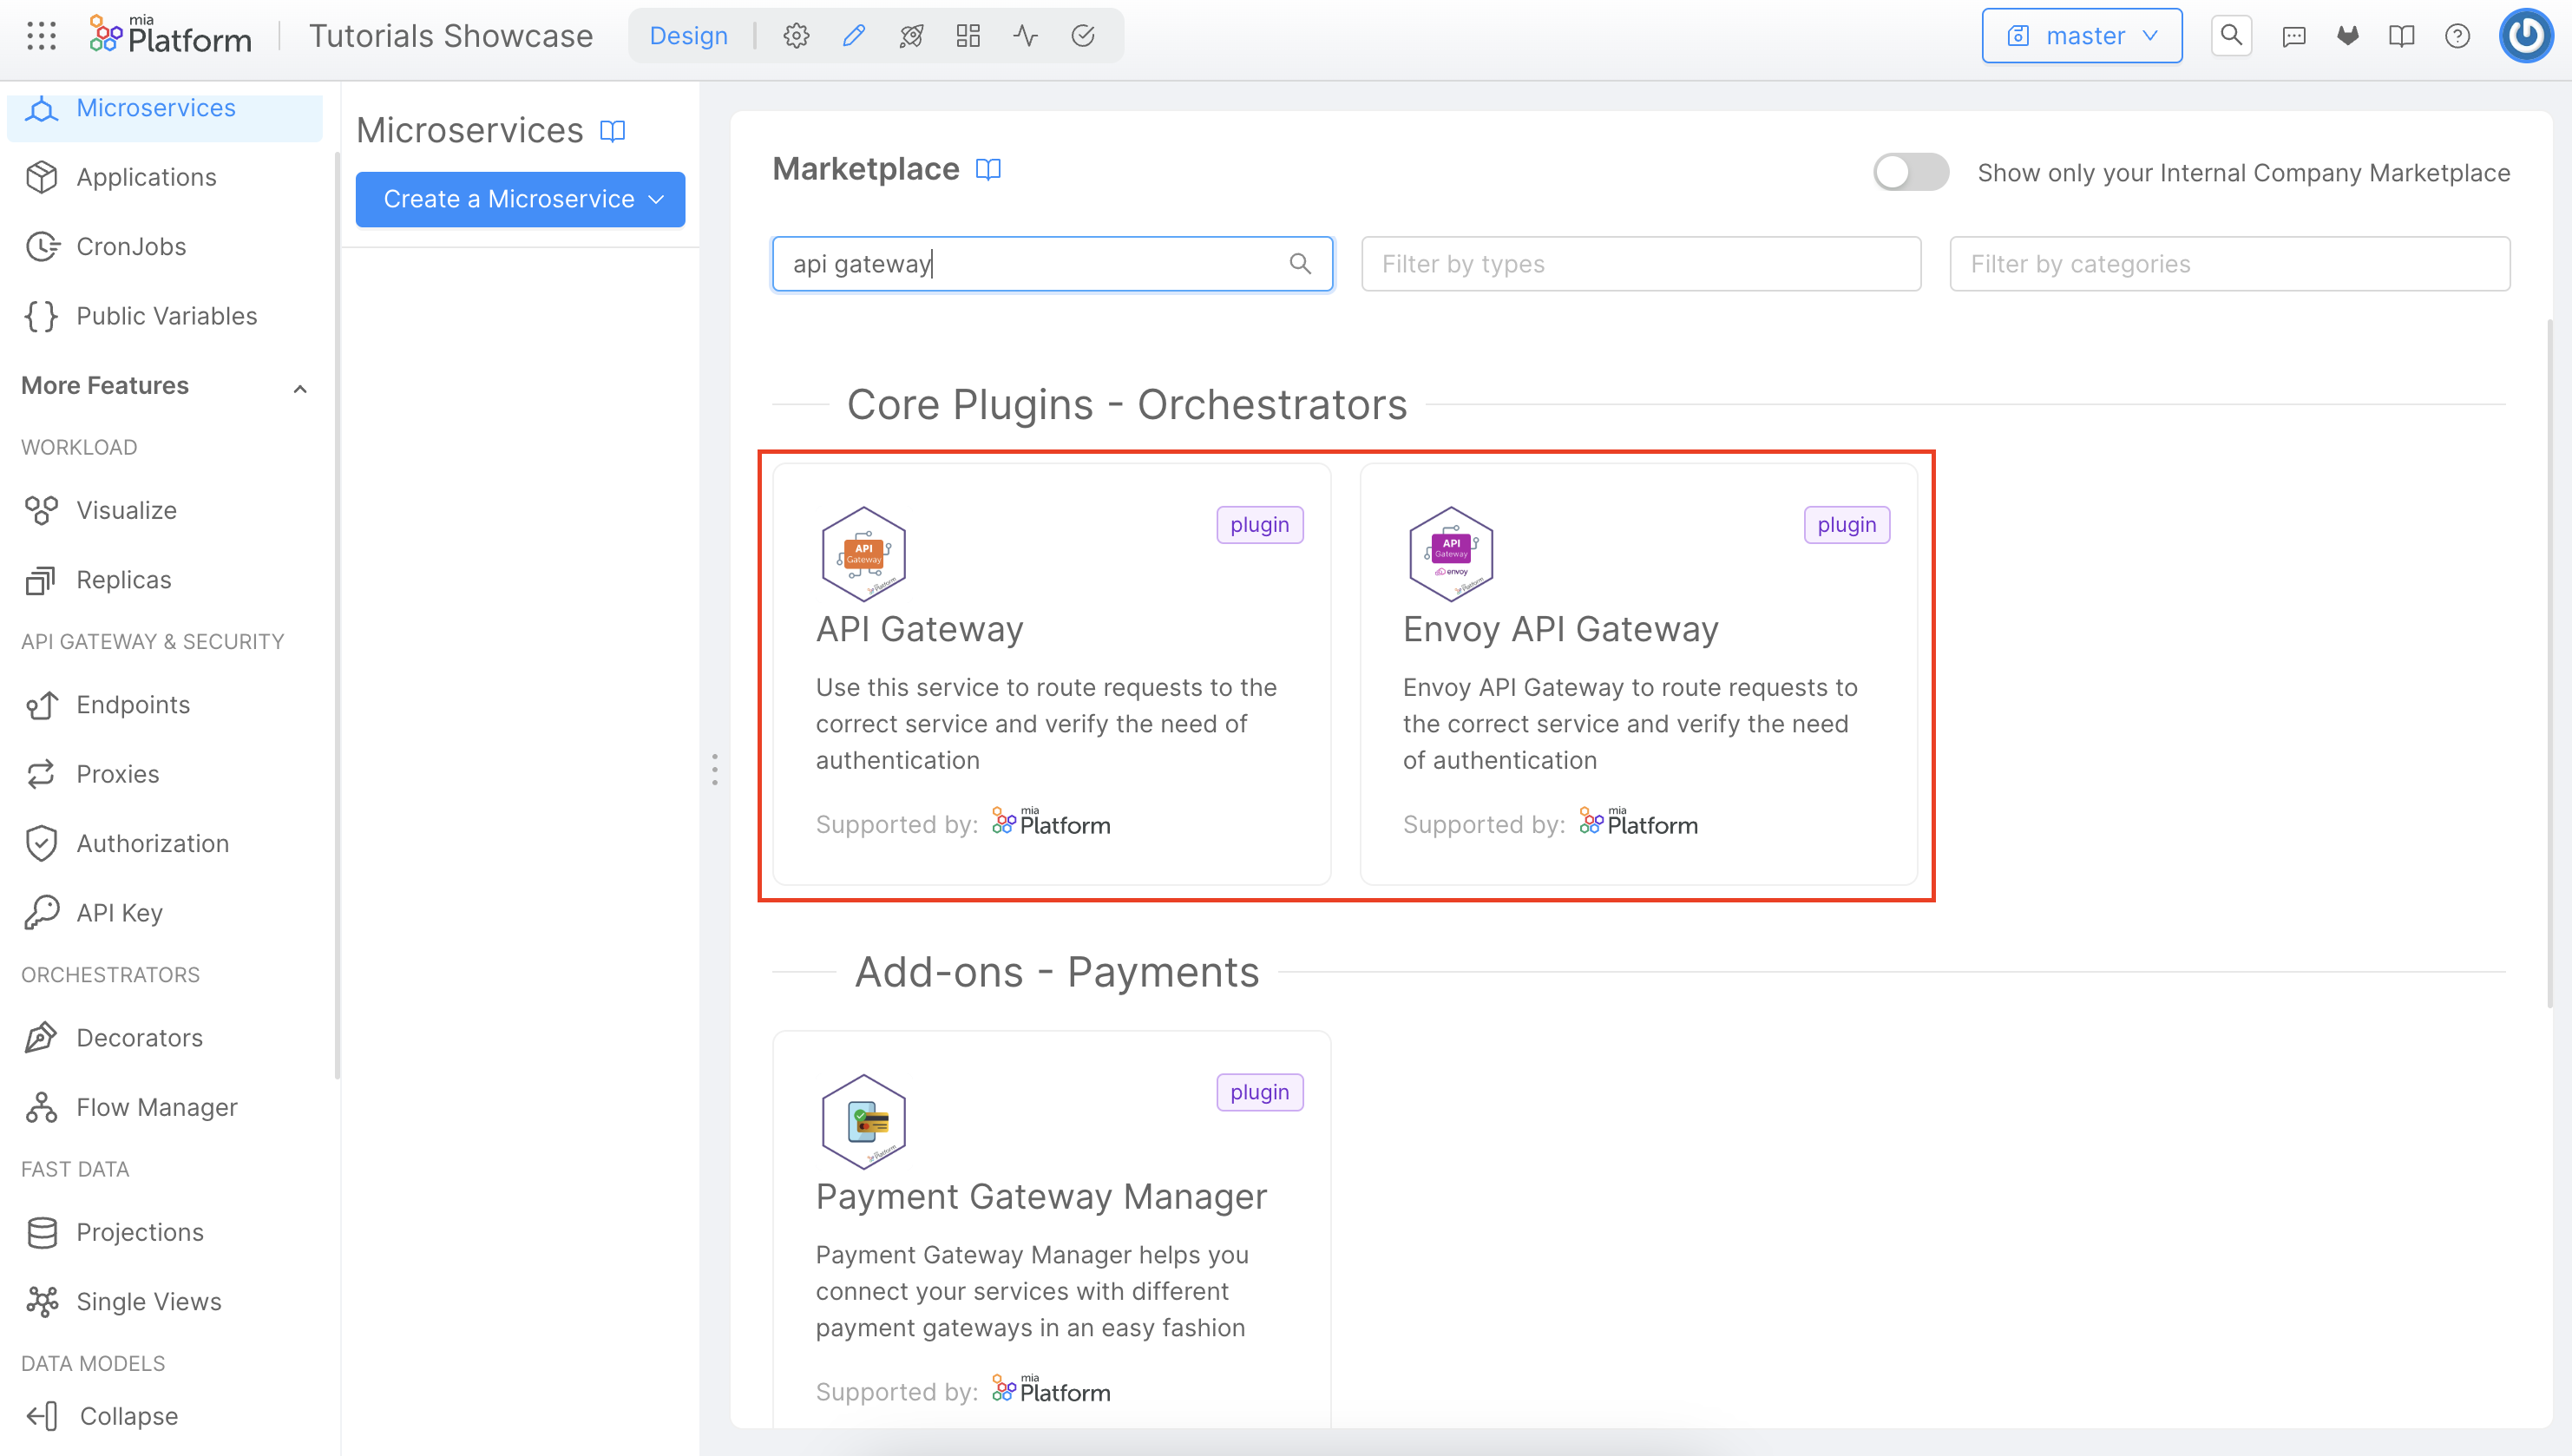 mia
Platform
Tutorials Showcase
Design
master
Microservices
Applications
CronJobs
Public Variables
More Features
WORKLOAD
Visualize
Replicas
API GATEWAY & SECURITY
Endpoints
Proxies
Authorization
API Key
ORCHESTRATORS
Decorators
Flow Manager
FAST DATA
Projections
Single Views
DATA MODELS
Collapse
Microservices
Create a Microservice
Marketplace
Show only your Internal Company Marketplace
api gateway
Filter by types
Filter by categories
Core Plugins - Orchestrators
API
Gateway
Platform
plugin
API Gateway
Use this service to route requests to the
correct service and verify the need of
authentication
Supported by: mia Platform
API
Gateway
envoy
Platform
plugin
Envoy API Gateway
Envoy API Gateway to route requests to
the correct service and verify the need
of authentication
Supported by: mia Platform
Add-ons - Payments
Platform
plugin
Payment Gateway Manager
Payment Gateway Manager helps you
connect your services with different
payment gateways in an easy fashion
Supported by: mia Platform